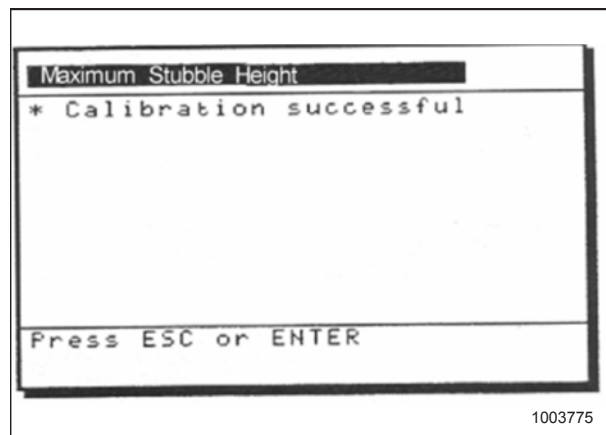 Maximum Stubble Height
* Calibration successful
Press ESC or ENTER
1003775